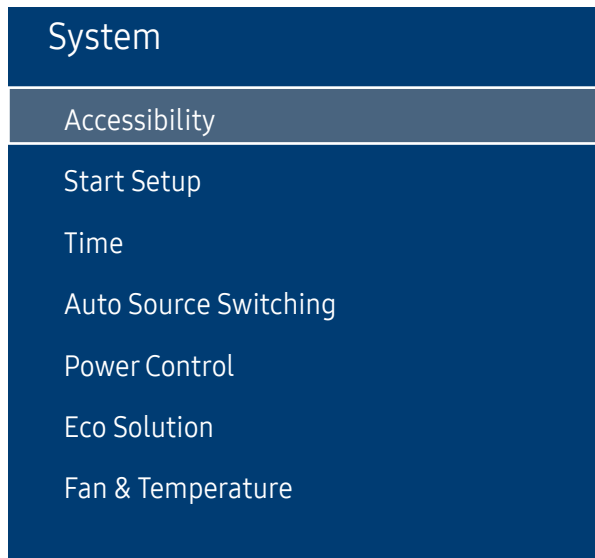 System
Accessibility
Start Setup
Time
Auto Source Switching
Power Control
Eco Solution
Fan & Temperature